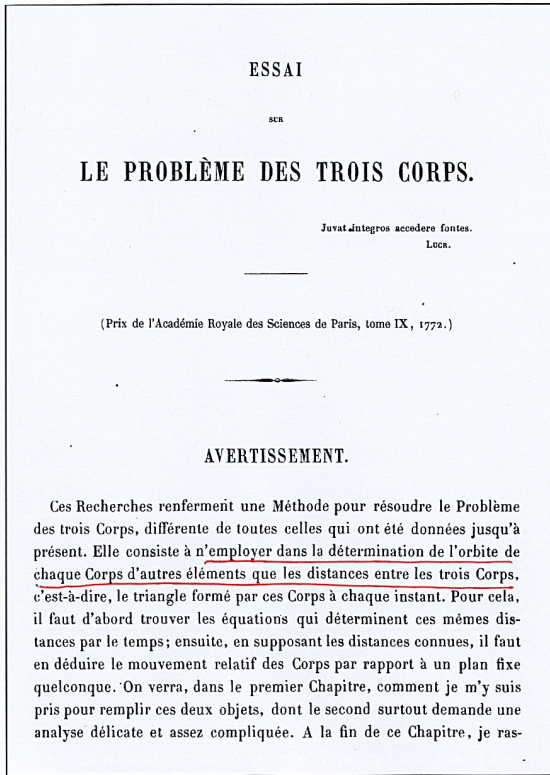 ESSAI
SUR
LE PROBLÈME DES TROIS CORPS.
Juvat integros accedere fontes.
LUCR.
(Prix de l'Académie Royale des Sciences de Paris, tome IX, 1772.)
AVERTISSEMENT.
Ces Recherches renferment une Méthode pour résoudre le Problème
des trois Corps, différente de toutes celles qui ont été données jusqu'à
présent. Elle consiste à n'employer dans la détermination de l'orbite de
chaque Corps d'autres éléments que les distances entre les trois Corps,
c'est-à-dire, le triangle formé par ces Corps à chaque instant. Pour cela,
il faut d'abord trouver les équations qui déterminent ces mêmes dis-
tances par le temps; ensuite, en supposant les distances connues, il faut
en déduire le mouvement relatif des Corps par rapport à un plan fixe
quelconque. On verra, dans le premier Chapitre, comment je m'y suis
pris pour remplir ces deux objets, dont le second surtout demande une
analyse délicate et assez compliquée. A la fin de ce Chapitre, je ras-